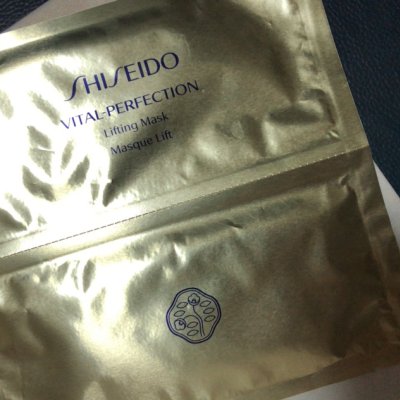 SHISEIDO
VITAL-PERFECTION
Lifting Mask
Masque Lift